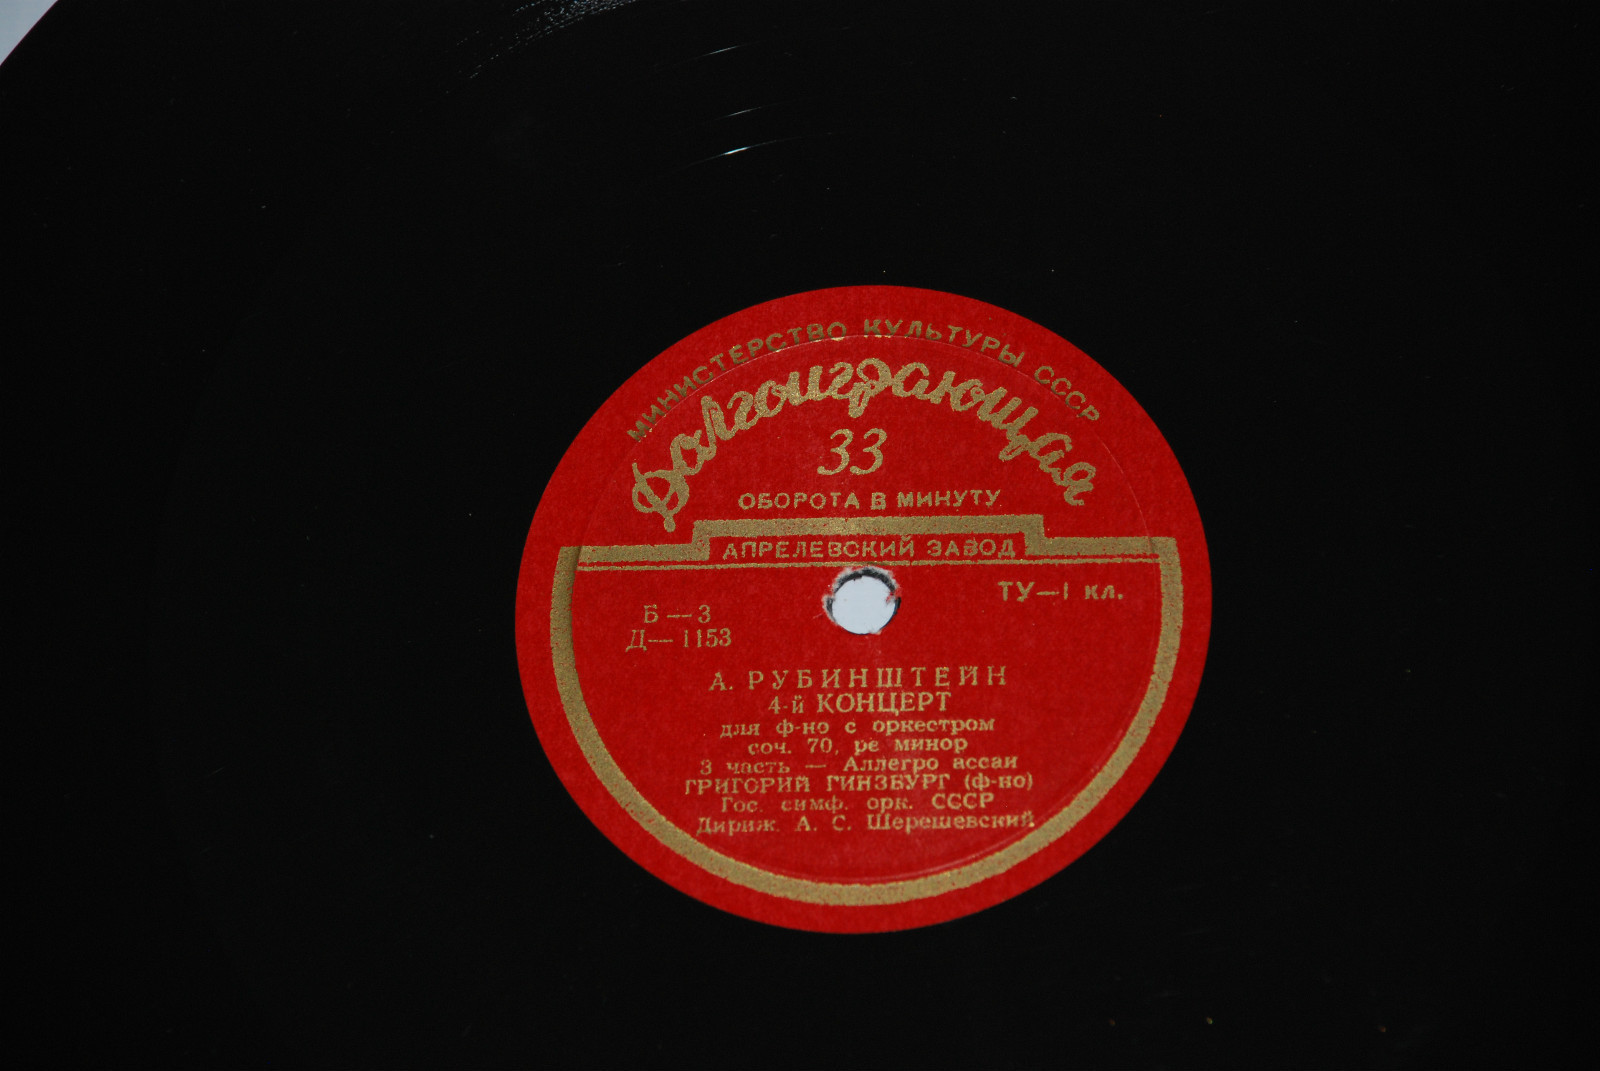 МИНИСТЕРСТВО КУЛЬТУРЫ СССР
Долгоиграющая
33
ОБОРОТА В МИНУТУ
АПРЕЛЕВСКИЙ ЗАВОД
ТУ—1 кл.
Б — 3
Д— 1153
А. РУБИНШТЕЙН
4-й КОНЦЕРТ
для ф-но с оркестром
соч. 70, ре минор
3 часть — Аллегро ассаи
ГРИГОРИЙ ГИНЗБУРГ (ф-но)
Гос. симф. орк. СССР
Дириж. А. С. Шерешевский